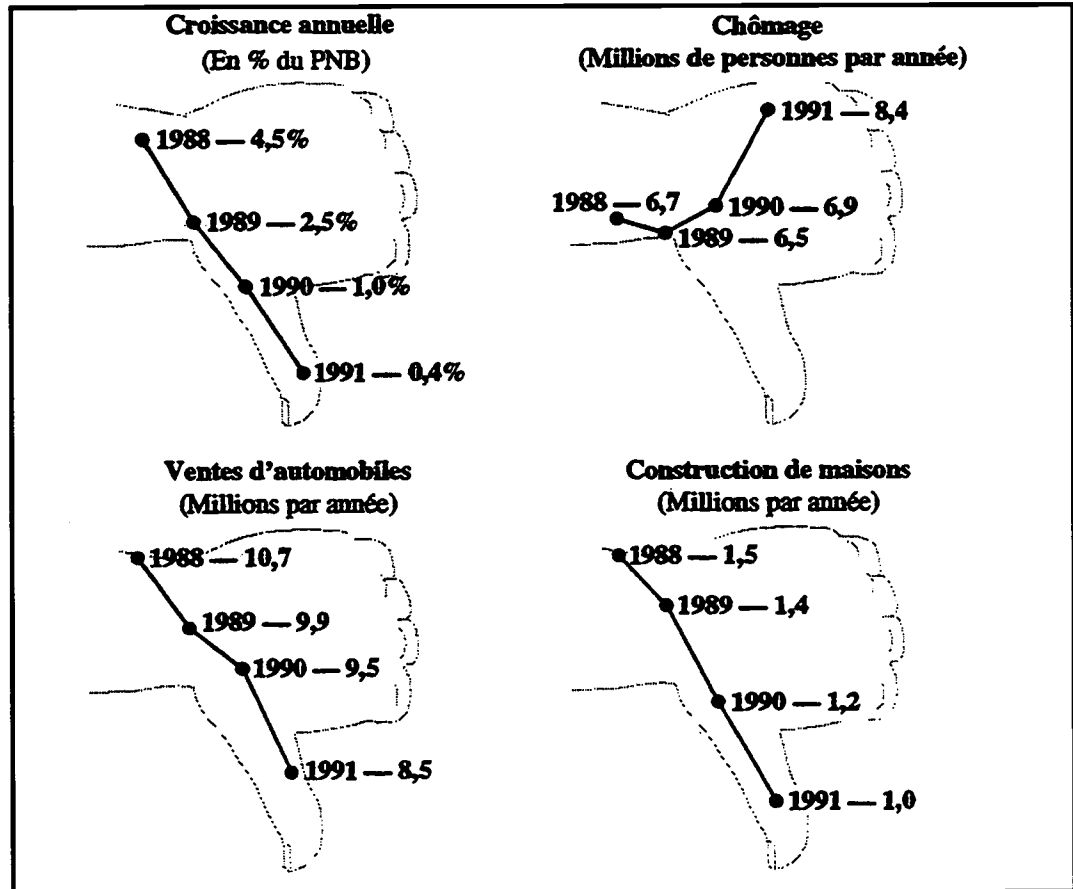 Croissance annuelle
(En % du PNB)
1988 — 4,5%
1989 — 2,5%
1990 — 1,0%
1991 — 0,4%
Chômage
(Millions de personnes par année)
1991 — 8,4
1988 — 6,7
1990 — 6,9
1989 — 6,5
Ventes d'automobiles
(Millions par année)
1988 — 10,7
1989 — 9,9
1990 — 9,5
1991 — 8,5
Construction de maisons
(Millions par année)
1988 — 1,5
1989 — 1,4
1990 — 1,2
1991 — 1,0